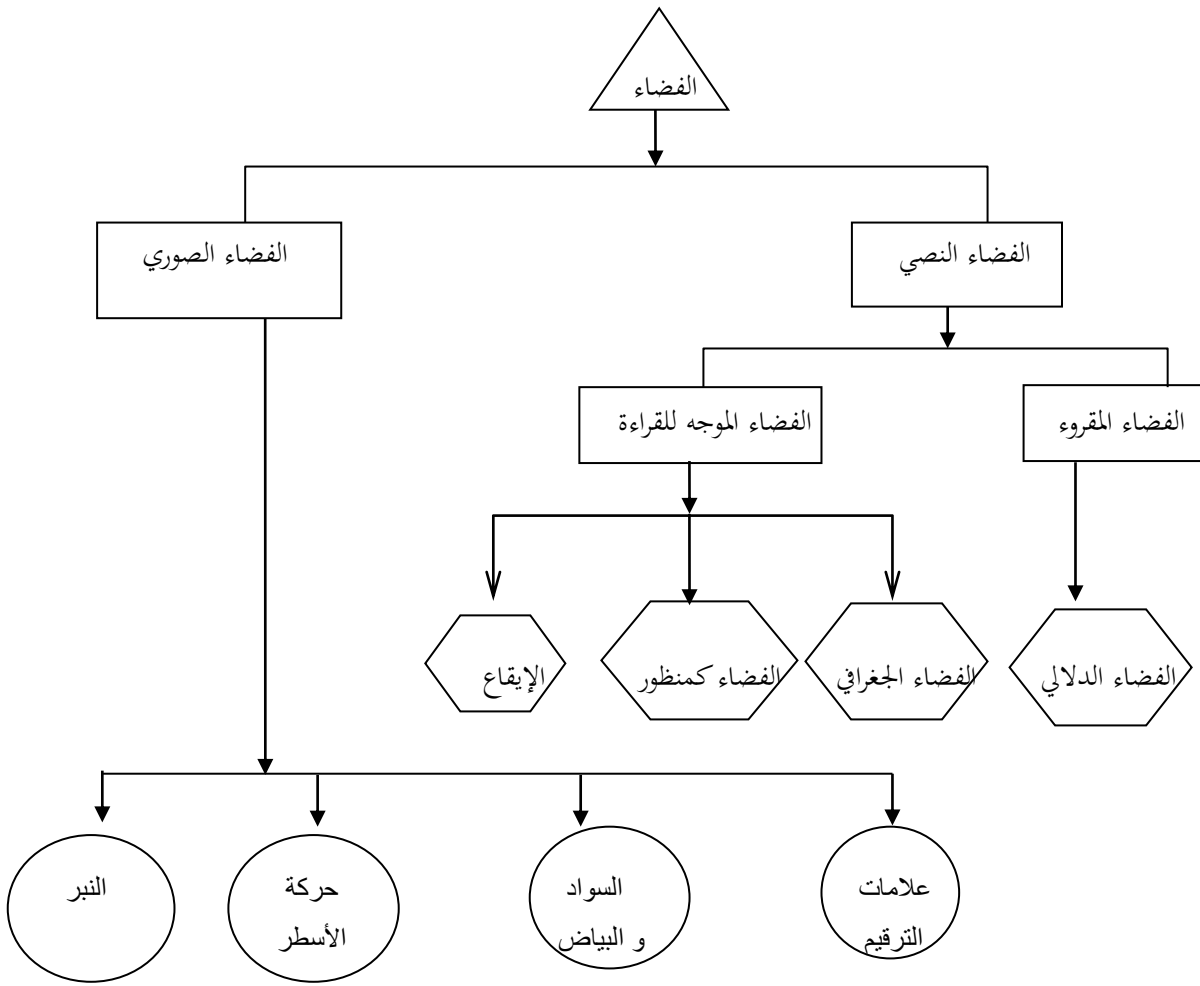 الفضاء
الفضاء النصي
الفضاء الصوري
الفضاء المقروء
الفضاء الموجه للقراءة
الفضاء الدلالي
الفضاء الجغرافي
الفضاء كمنظور
الإيقاع
علامات
الترقيم
السواد
و البياض
حركة
الأسطر
النبر